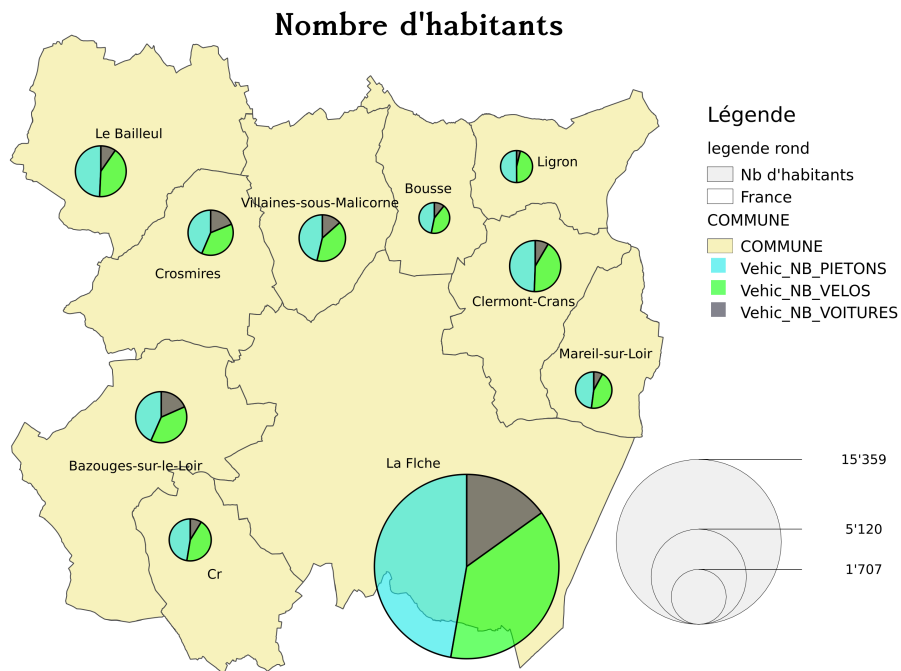 Nombre d'habitants
Le Bailleul
Ligron
Bousse
Villaines-sous-Malicorne
Crosmires
Clermont-Crans
Mareil-sur-Loir
Bazouges-sur-le-Loir
La Flche
Cr
Légende
legende rond
Nb d'habitants
France
COMMUNE
COMMUNE
Vehic_NB_PIETONS
Vehic_NB_VELOS
Vehic_NB_VOITURES
15'359
5'120
1'707